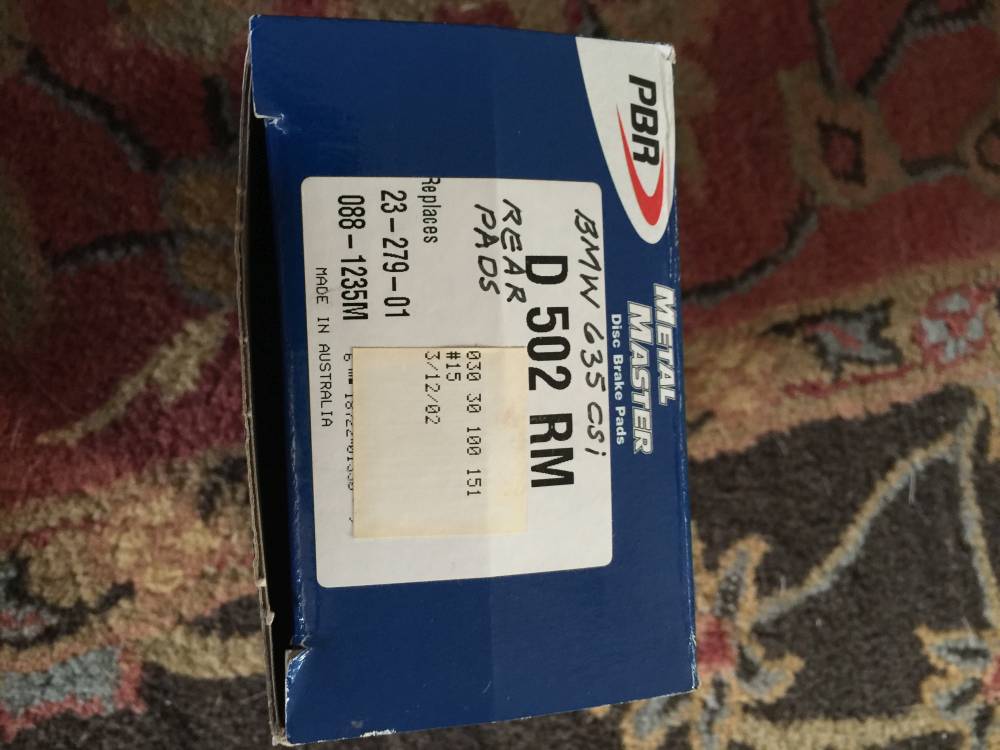 PBR
METAL
MASTER
Disc Brake Pads
BMW 635 CSi
D 502 RM
REAR
PADS
030 30 100 151
#15
3/12/02
Replaces
23-279-01
088-1235M
MADE IN AUSTRALIA